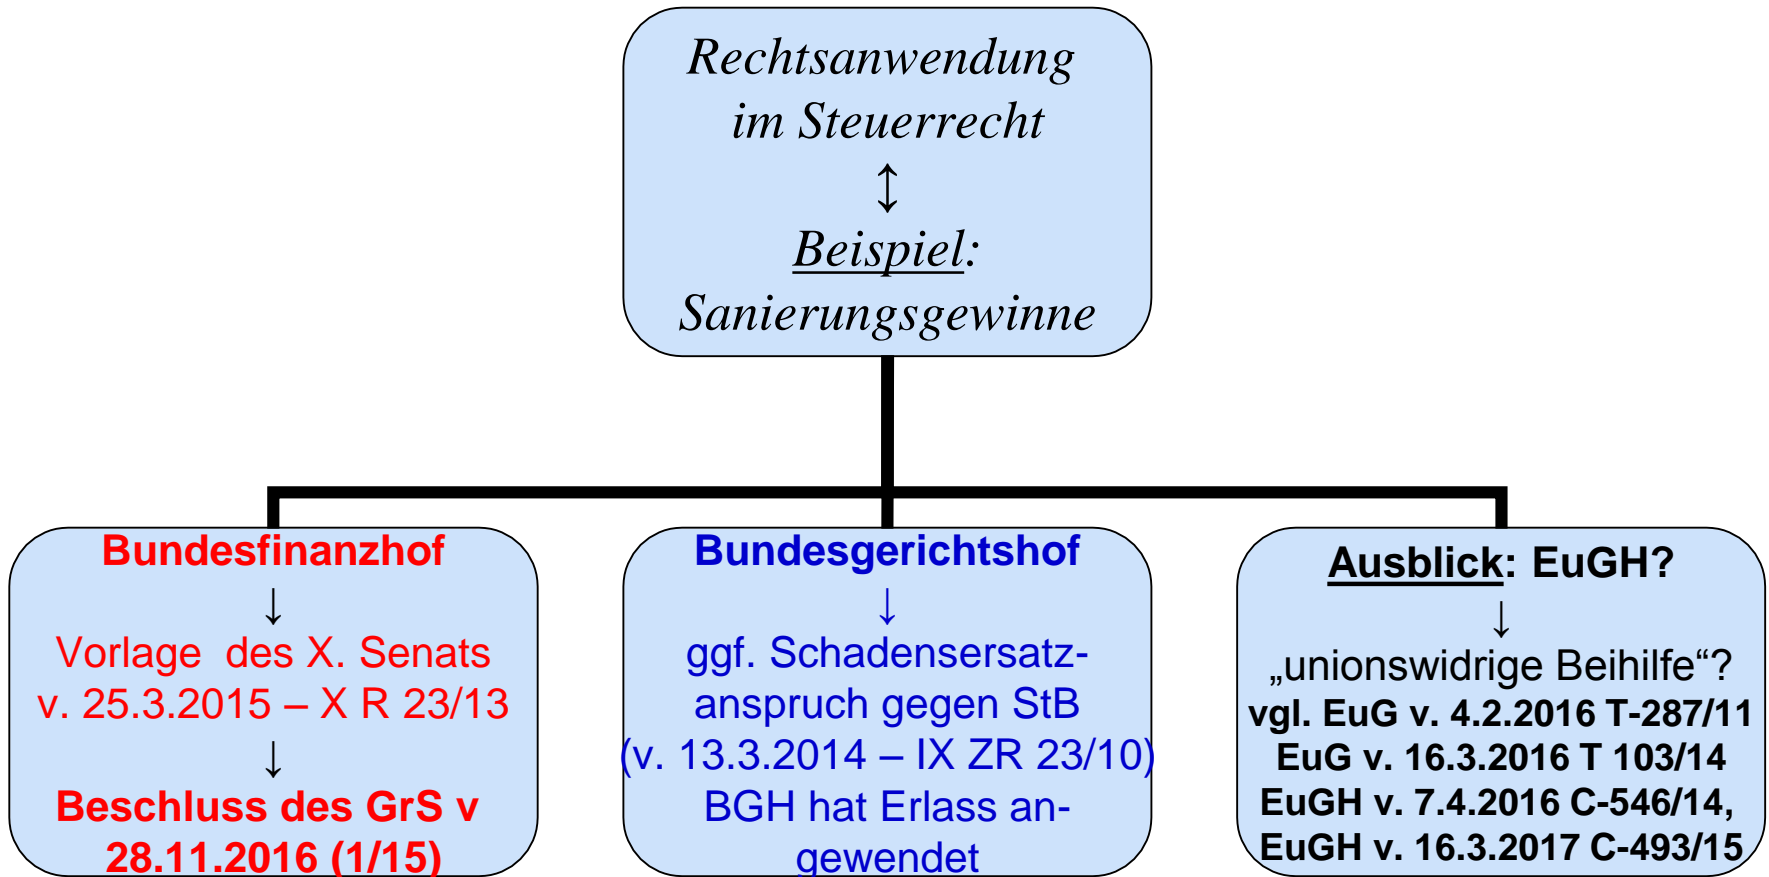 Rechtsanwendung
im Steuerrecht
↕
Beispiel:
Sanierungsgewinne
Bundesfinanzhof
↓
Vorlage des X. Senats
v. 25.3.2015 – X R 23/13
↓
Beschluss des GrS v
28.11.2016 (1/15)
Bundesgerichtshof
↓
ggf. Schadensersatz-
anspruch gegen StB
(v. 13.3.2014 – IX ZR 23/10)
BGH hat Erlass an-
gewendet
Ausblick: EuGH?
↓
„unionswidrige Beihilfe“?
vgl. EuG v. 4.2.2016 T-287/11
EuG v. 16.3.2016 T 103/14
EuGH v. 7.4.2016 C-546/14,
EuGH v. 16.3.2017 C-493/15